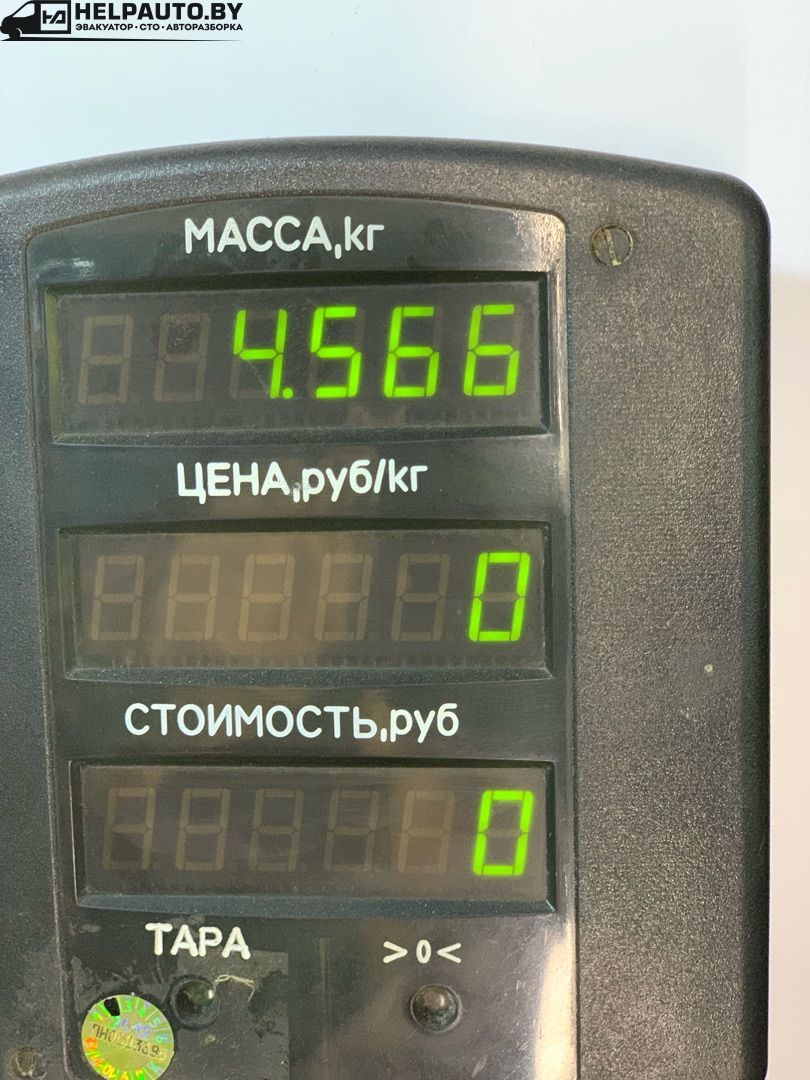 HELPAUTO.BY
ЭВАКУАТОР • СТО • АВТОРАЗБОРКА
МАССА,кг
4.566
ЦЕНА,руб/кг
0
СТОИМОСТЬ,руб
0
ТАРА
>0<